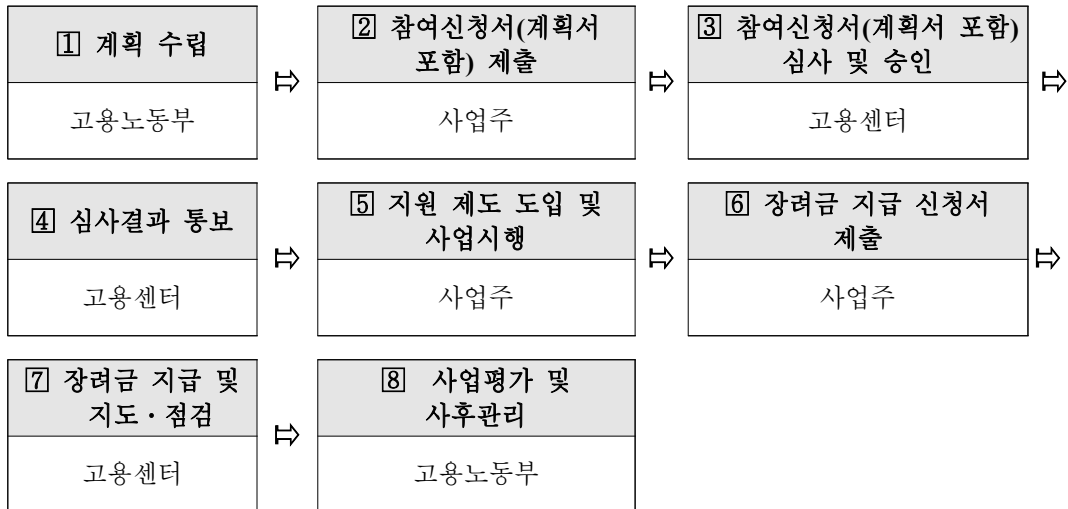 1 계획 수립
고용노동부
⇨
2 참여신청서(계획서
포함) 제출
사업주
⇨
3 참여신청서(계획서 포함)
심사 및 승인
고용센터
⇨
4 심사결과 통보
고용센터
⇨
5 지원 제도 도입 및
사업시행
사업주
⇨
6 장려금 지급 신청서
제출
사업주
⇨
7 장려금 지급 및
지도·점검
고용센터
⇨
8 사업평가 및
사후관리
고용노동부